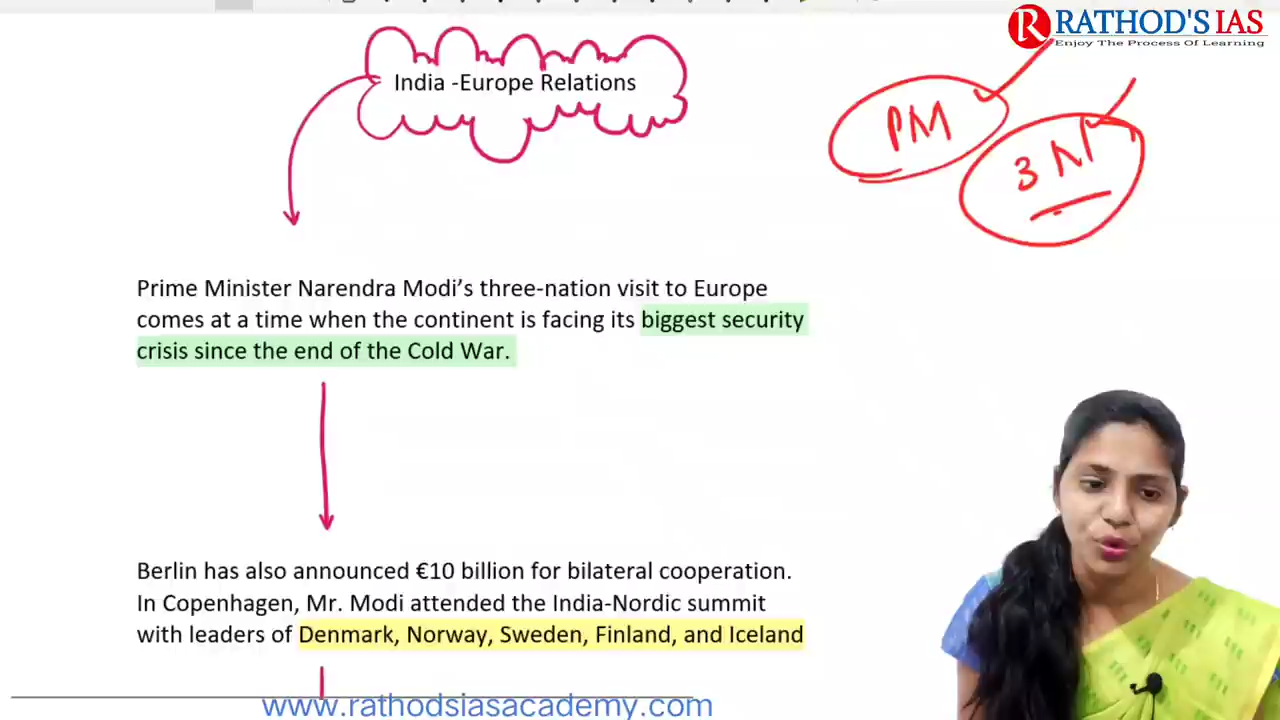 R RATHOD'S IAS
Enjoy The Process Of Learning
India -Europe Relations
PM
3 N
Prime Minister Narendra Modi’s three-nation visit to Europe
comes at a time when the continent is facing its biggest security
crisis since the end of the Cold War.
Berlin has also announced €10 billion for bilateral cooperation.
In Copenhagen, Mr. Modi attended the India-Nordic summit
with leaders of Denmark, Norway, Sweden, Finland, and Iceland
www.rathodsiasacademy.com